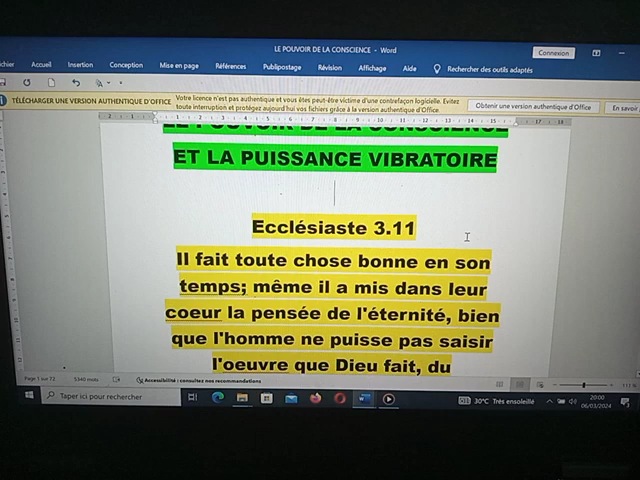 LE POUVOIR DE LA CONSCIENCE - Word
Connexion
chier Accueil Insertion Conception Mise en page Références Publipostage Révision Affichage Aide Rechercher des outils adaptés
TÉLÉCHARGER UNE VERSION AUTHENTIQUE D'OFFICE Votre licence n'est pas authentique et vous êtes peut-être victime d'une contrefaçon logicielle. Evitez
toute interruption et protégez aujourd'hui vos fichiers grâce à la version authentique d'Office.
Obtenir une version authentique d'Office
En savoir
LE POUVOIR DE LA CONSCIENCE
ET LA PUISSANCE VIBRATOIRE
Ecclésiaste 3.11
Il fait toute chose bonne en son
temps; même il a mis dans leur
coeur la pensée de l'éternité, bien
que l'homme ne puisse pas saisir
l'oeuvre que Dieu fait, du
Page 1 sur 72 5340 mots Accessibilité : consultez nos recommandations
Taper ici pour rechercher
30°C Très ensoleillé
20:00
06/03/2024